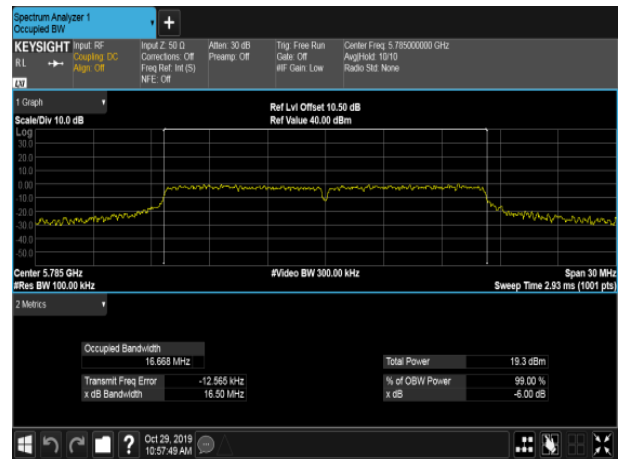 Spectrum Analyzer 1
Occupied BW
+
KEYSIGHT Input: RF Input Z: 50 Ω Atten: 30 dB Trig: Free Run Center Freq: 5.785000000 GHz
RL Coupling: DC Corrections: Off Preamp: Off Gate: Off Avg|Hold: 10/10
Align: Off Freq Ref: Int (S) #IF Gain: Low Radio Std: None
LXI NFE: Off
1 Graph
Ref Lvl Offset 10.50 dB
Scale/Div 10.0 dB Ref Value 40.00 dBm
Log
30.0
20.0
10.0
0.00
-10.0
-20.0
-30.0
-40.0
-50.0
Center 5.785 GHz #Video BW 300.00 kHz Span 30 MHz
#Res BW 100.00 kHz Sweep Time 2.93 ms (1001 pts)
2 Metrics
Occupied Bandwidth
16.668 MHz Total Power 19.3 dBm
Transmit Freq Error -12.565 kHz % of OBW Power 99.00 %
x dB Bandwidth 16.50 MHz x dB -6.00 dB
? Oct 29, 2019
10:57:49 AM